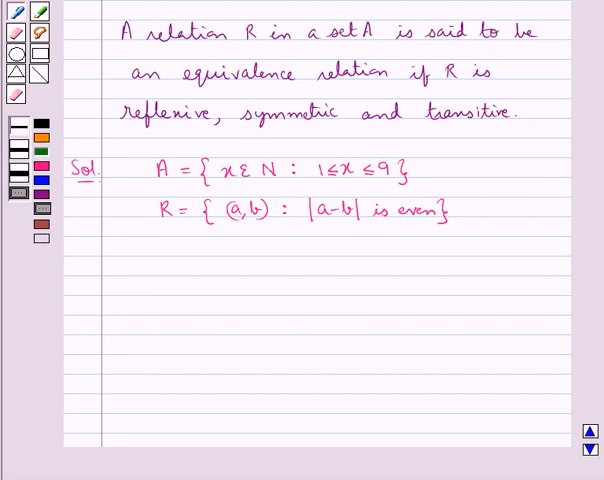 A relation R in a set A is said to be
an equivalence relation if R is
reflexive, symmetric and transitive.
Sol. A = { x ε N : 1 ≤ x ≤ 9 }
R = { (a, b) : |a-b| is even }